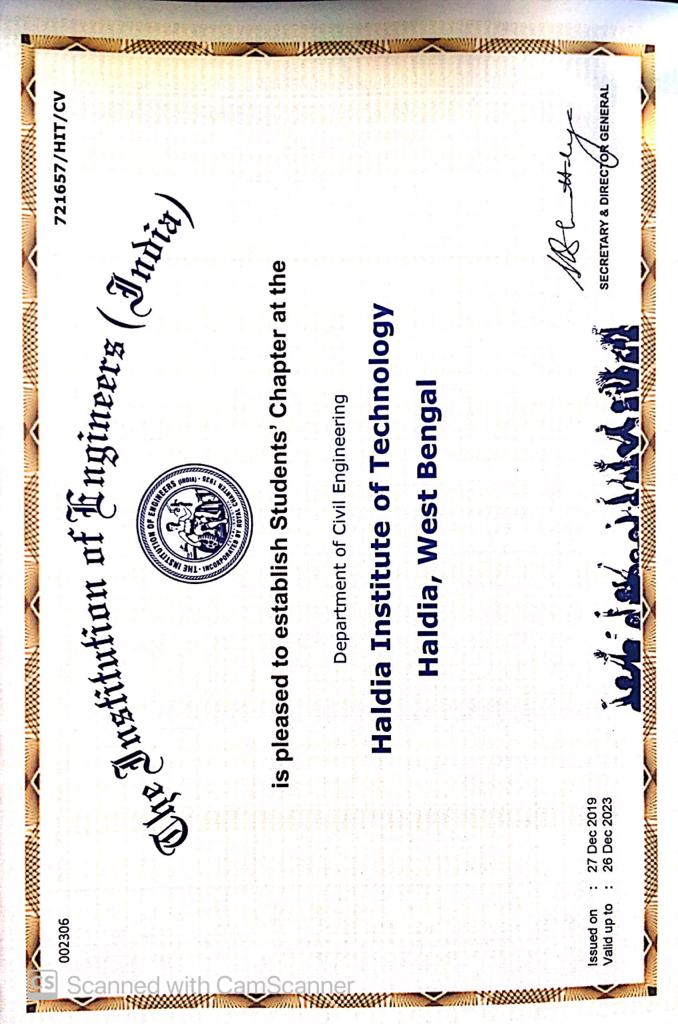 002306
721657/HIT/CV
The Institution of Engineers (India)
THE INSTITUTION OF ENGINEERS (INDIA)
INCORPORATED BY ROYAL CHARTER 1935
is pleased to establish Students' Chapter at the
Department of Civil Engineering
Haldia Institute of Technology
Haldia, West Bengal
Issued on : 27 Dec 2019
Valid up to : 26 Dec 2023
SECRETARY & DIRECTOR GENERAL
CS Scanned with CamScanner